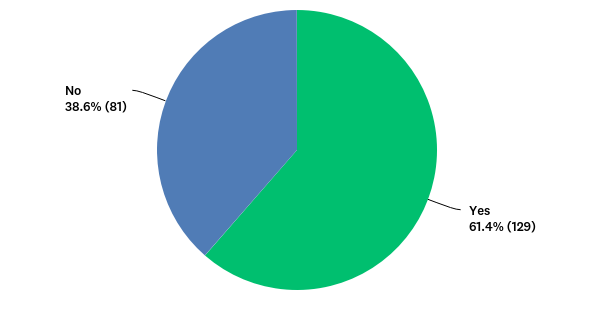 No
38.6% (81)
Yes
61.4% (129)